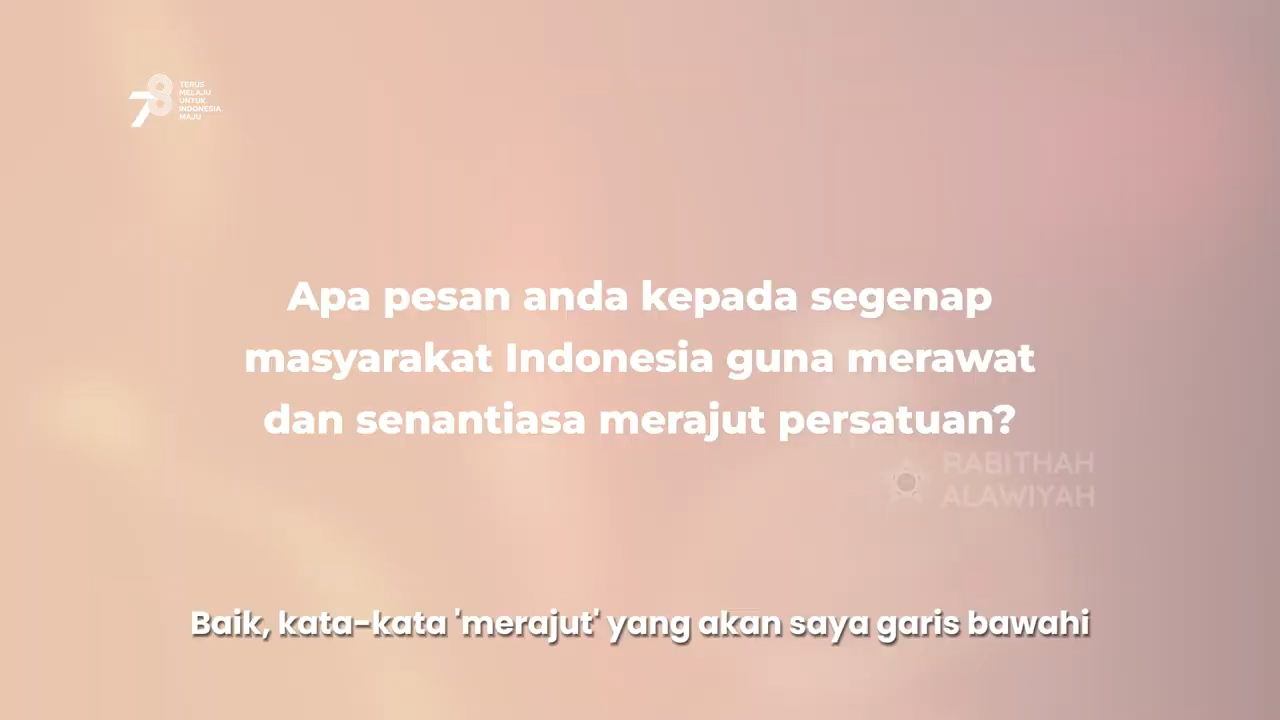 78
TERUS
MELAJU
UNTUK
INDONESIA
MAJU
Apa pesan anda kepada segenap
masyarakat Indonesia guna merawat
dan senantiasa merajut persatuan?
RABITHAH
ALAWIYAH
Baik, kata-kata 'merajut' yang akan saya garis bawahi